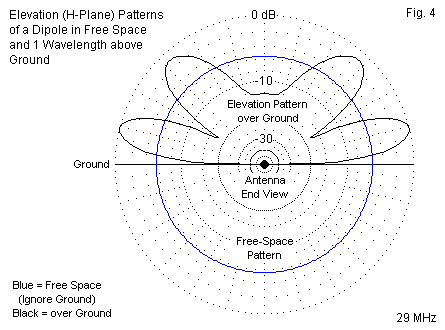 Elevation (H-Plane) Patterns
of a Dipole in Free Space
and 1 Wavelength above
Ground
0 dB
Fig. 4
-10
Elevation Pattern
over Ground
-30
Ground
Antenna
End View
Free-Space
Pattern
Blue = Free Space
(Ignore Ground)
Black = over Ground
29 MHz